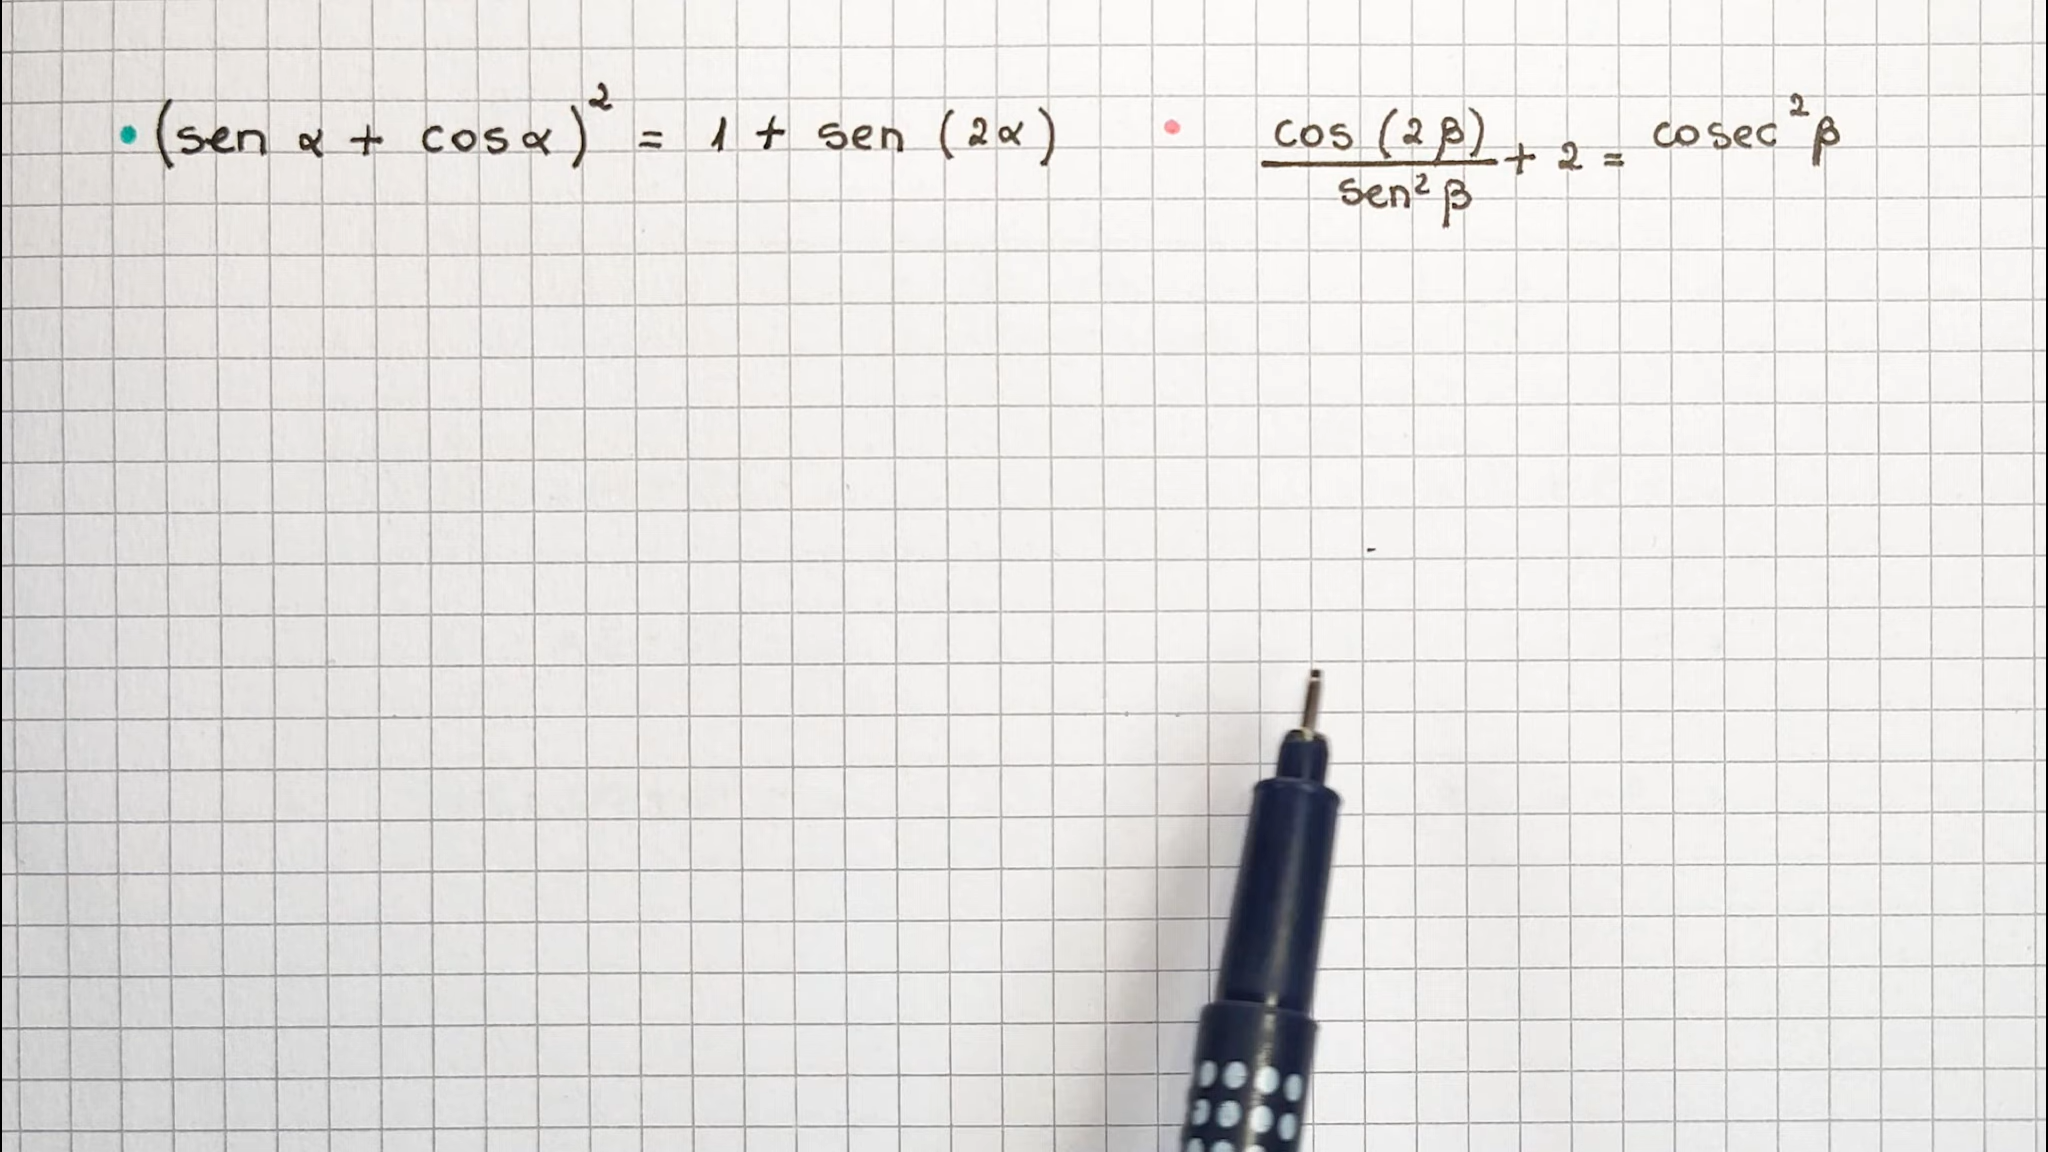 (sen α + cos α)² = 1 + sen (2α)
cos (2β)/sen² β + 2 = cosec² β